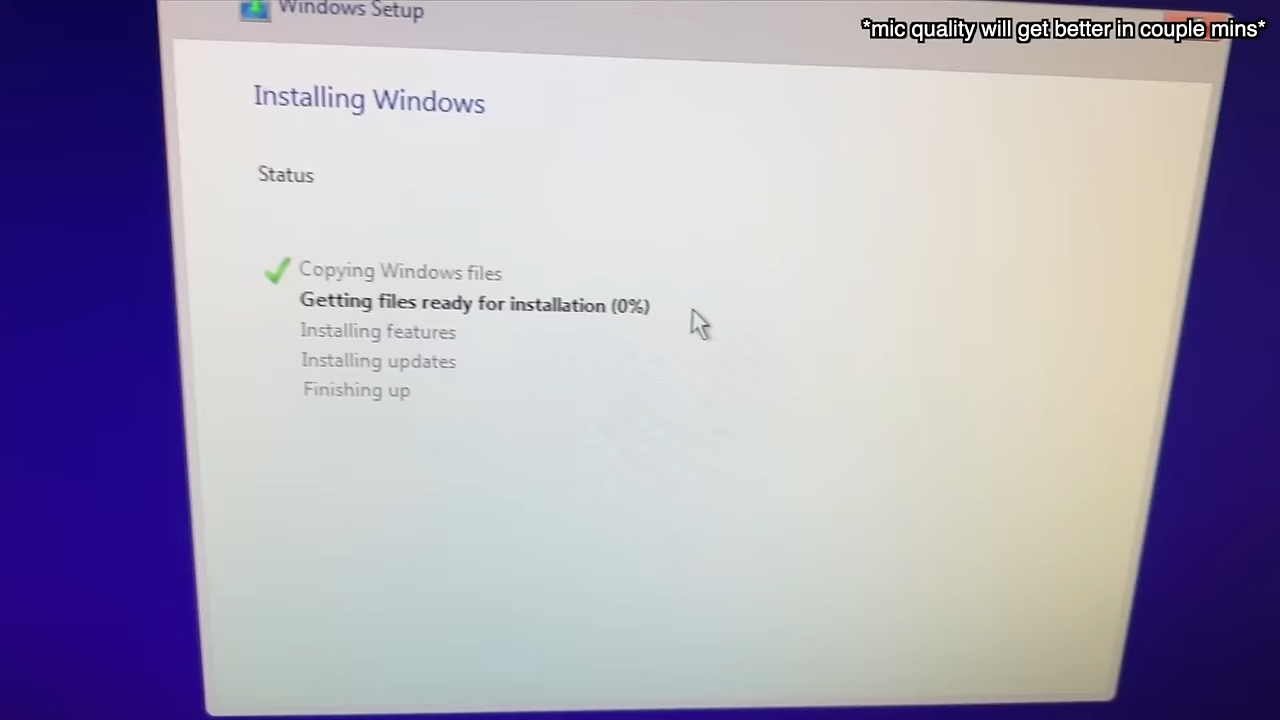 Windows Setup
*mic quality will get better in couple mins*
Installing Windows
Status
Copying Windows files
Getting files ready for installation (0%)
Installing features
Installing updates
Finishing up